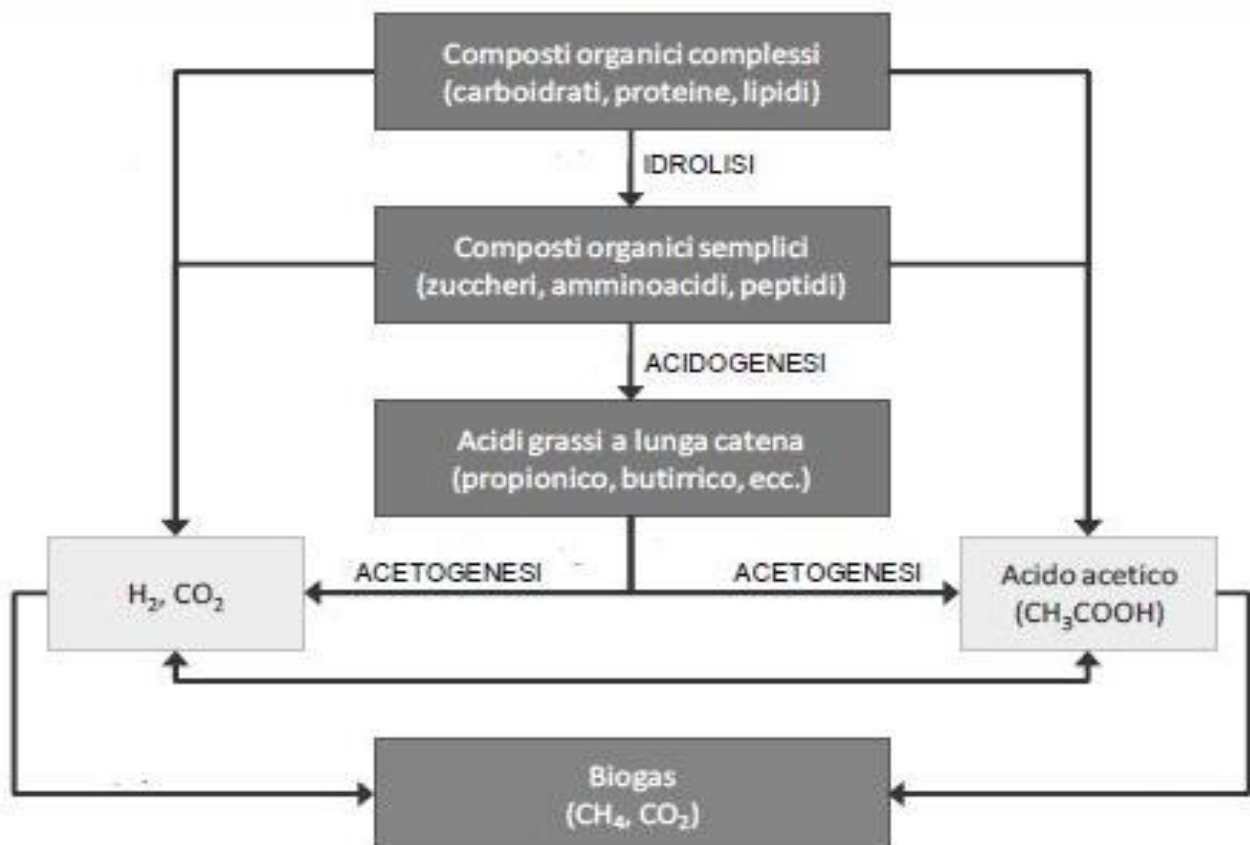 Composti organici complessi
(carboidrati, proteine, lipidi)
IDROLISI
Composti organici semplici
(zuccheri, amminoacidi, peptidi)
ACIDOGENESI
Acidi grassi a lunga catena
(propionico, butirrico, ecc.)
ACETOGENESI
ACETOGENESI
H₂, CO₂
Acido acetico
(CH₃COOH)
Biogas
(CH₄, CO₂)